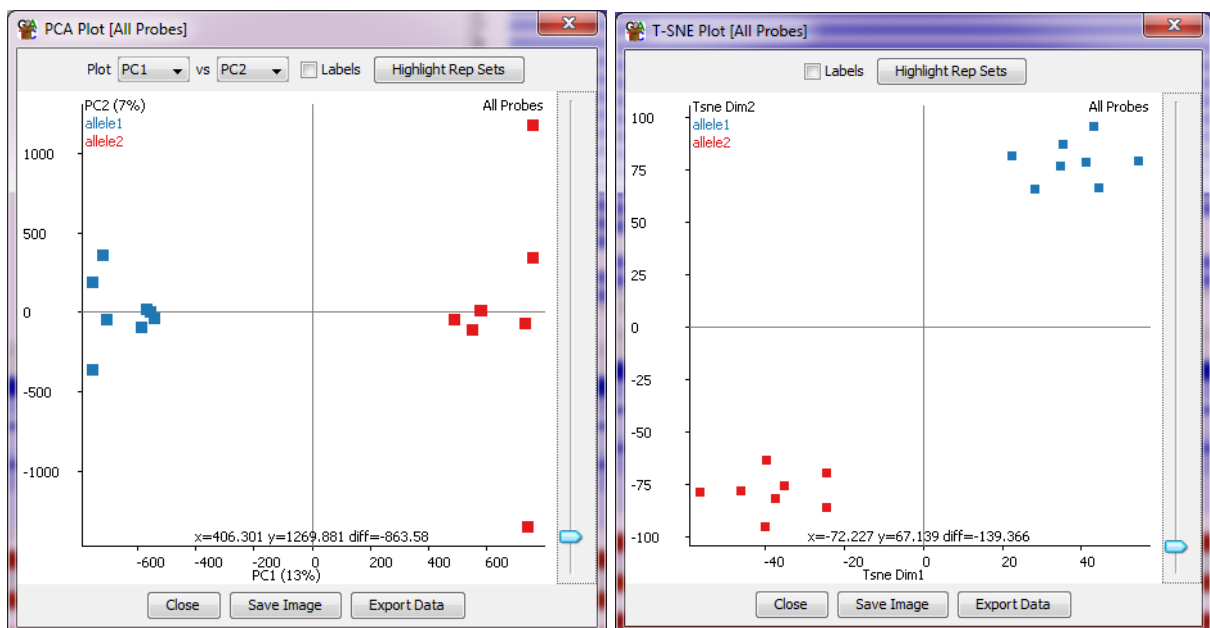 PCA Plot [All Probes]
Plot PC1 vs PC2 Labels Highlight Rep Sets
PC2 (7%) All Probes
allele1
allele2
1000
500
0
-500
-1000
x=406.301 y=1269.881 diff=-863.58
-600 -400 -200 0 200 400 600
PC1 (13%)
Close Save Image Export Data
T-SNE Plot [All Probes]
Labels Highlight Rep Sets
Tsne Dim2 All Probes
allele1
allele2
100
75
50
25
0
-25
-50
-75
-100
x=-72.227 y=67.139 diff=-139.366
-40 -20 0 20 40
Tsne Dim1
Close Save Image Export Data